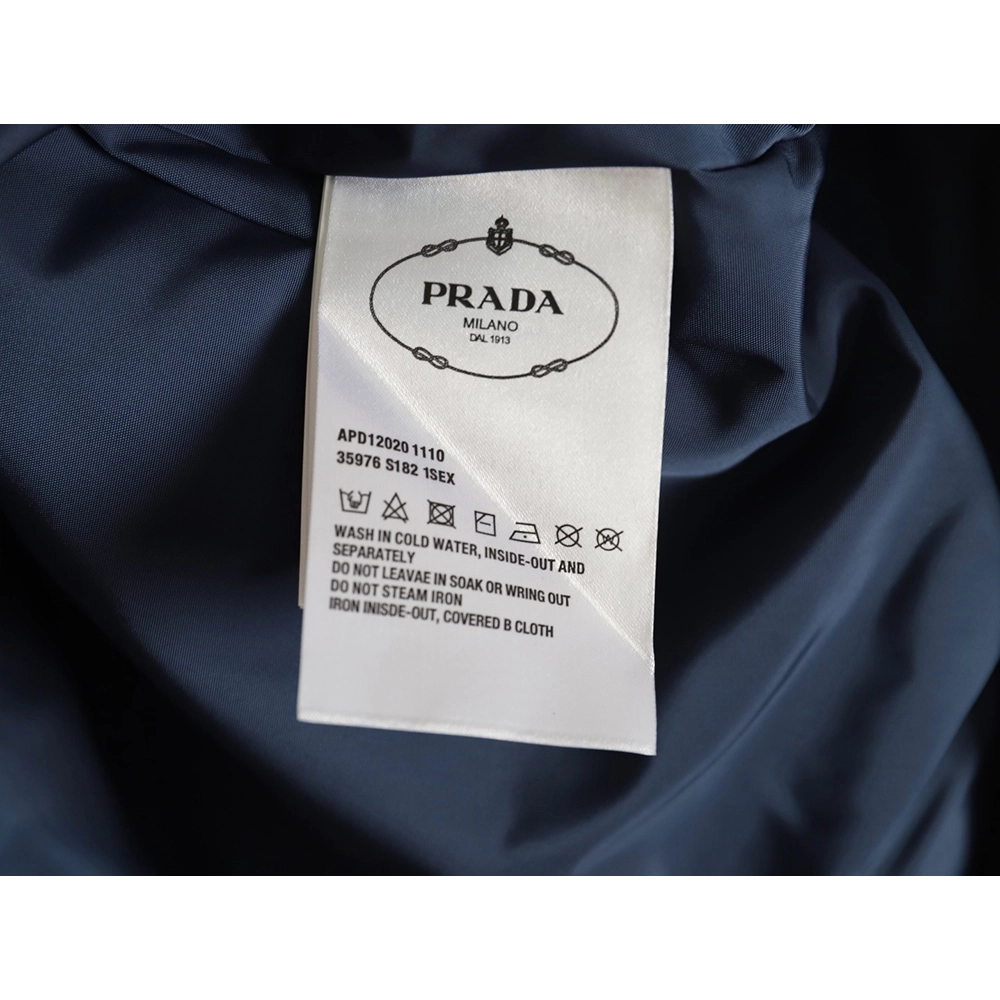 PRADA
MILANO
DAL 1913
APD12020 1110
35976 S182 1SEX
WASH IN COLD WATER, INSIDE-OUT AND
SEPARATELY
DO NOT LEAVAE IN SOAK OR WRING OUT
DO NOT STEAM IRON
IRON INISDE-OUT, COVERED B CLOTH